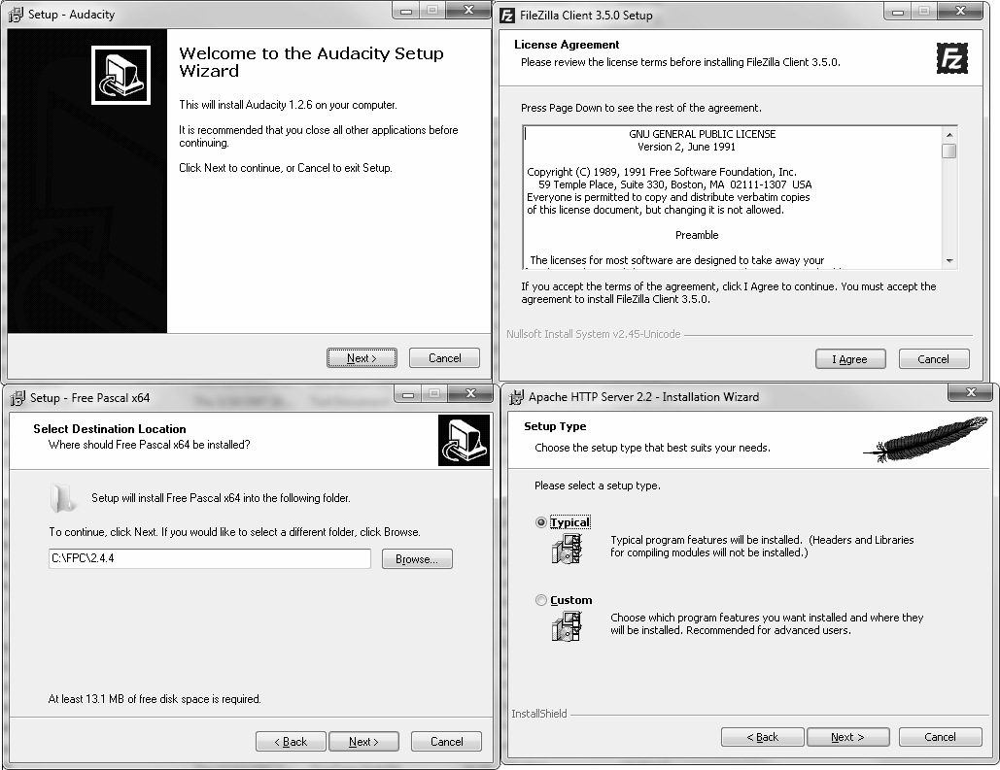 Setup - Audacity
Welcome to the Audacity Setup
Wizard
This will install Audacity 1.2.6 on your computer.
It is recommended that you close all other applications before
continuing.
Click Next to continue, or Cancel to exit Setup.
Next >
Cancel
FileZilla Client 3.5.0 Setup
License Agreement
Please review the license terms before installing FileZilla Client 3.5.0.
FZ
Press Page Down to see the rest of the agreement.
GNU GENERAL PUBLIC LICENSE
Version 2, June 1991
Copyright (C) 1989, 1991 Free Software Foundation, Inc.
59 Temple Place, Suite 330, Boston, MA  02111-1307  USA
Everyone is permitted to copy and distribute verbatim copies
of this license document, but changing it is not allowed.
Preamble
The licenses for most software are designed to take away your
If you accept the terms of the agreement, click I Agree to continue. You must accept the
agreement to install FileZilla Client 3.5.0.
Nullsoft Install System v2.45-Unicode
I Agree
Cancel
Setup - Free Pascal x64
Select Destination Location
Where should Free Pascal x64 be installed?
Setup will install Free Pascal x64 into the following folder.
To continue, click Next. If you would like to select a different folder, click Browse.
C:\FPC\2.4.4
Browse...
At least 13.1 MB of free disk space is required.
< Back
Next >
Cancel
Apache HTTP Server 2.2 - Installation Wizard
Setup Type
Choose the setup type that best suits your needs.
Please select a setup type.
Typical
Typical program features will be installed.  (Headers and Libraries
for compiling modules will not be installed.)
Custom
Choose which program features you want installed and where they
will be installed. Recommended for advanced users.
InstallShield
< Back
Next >
Cancel